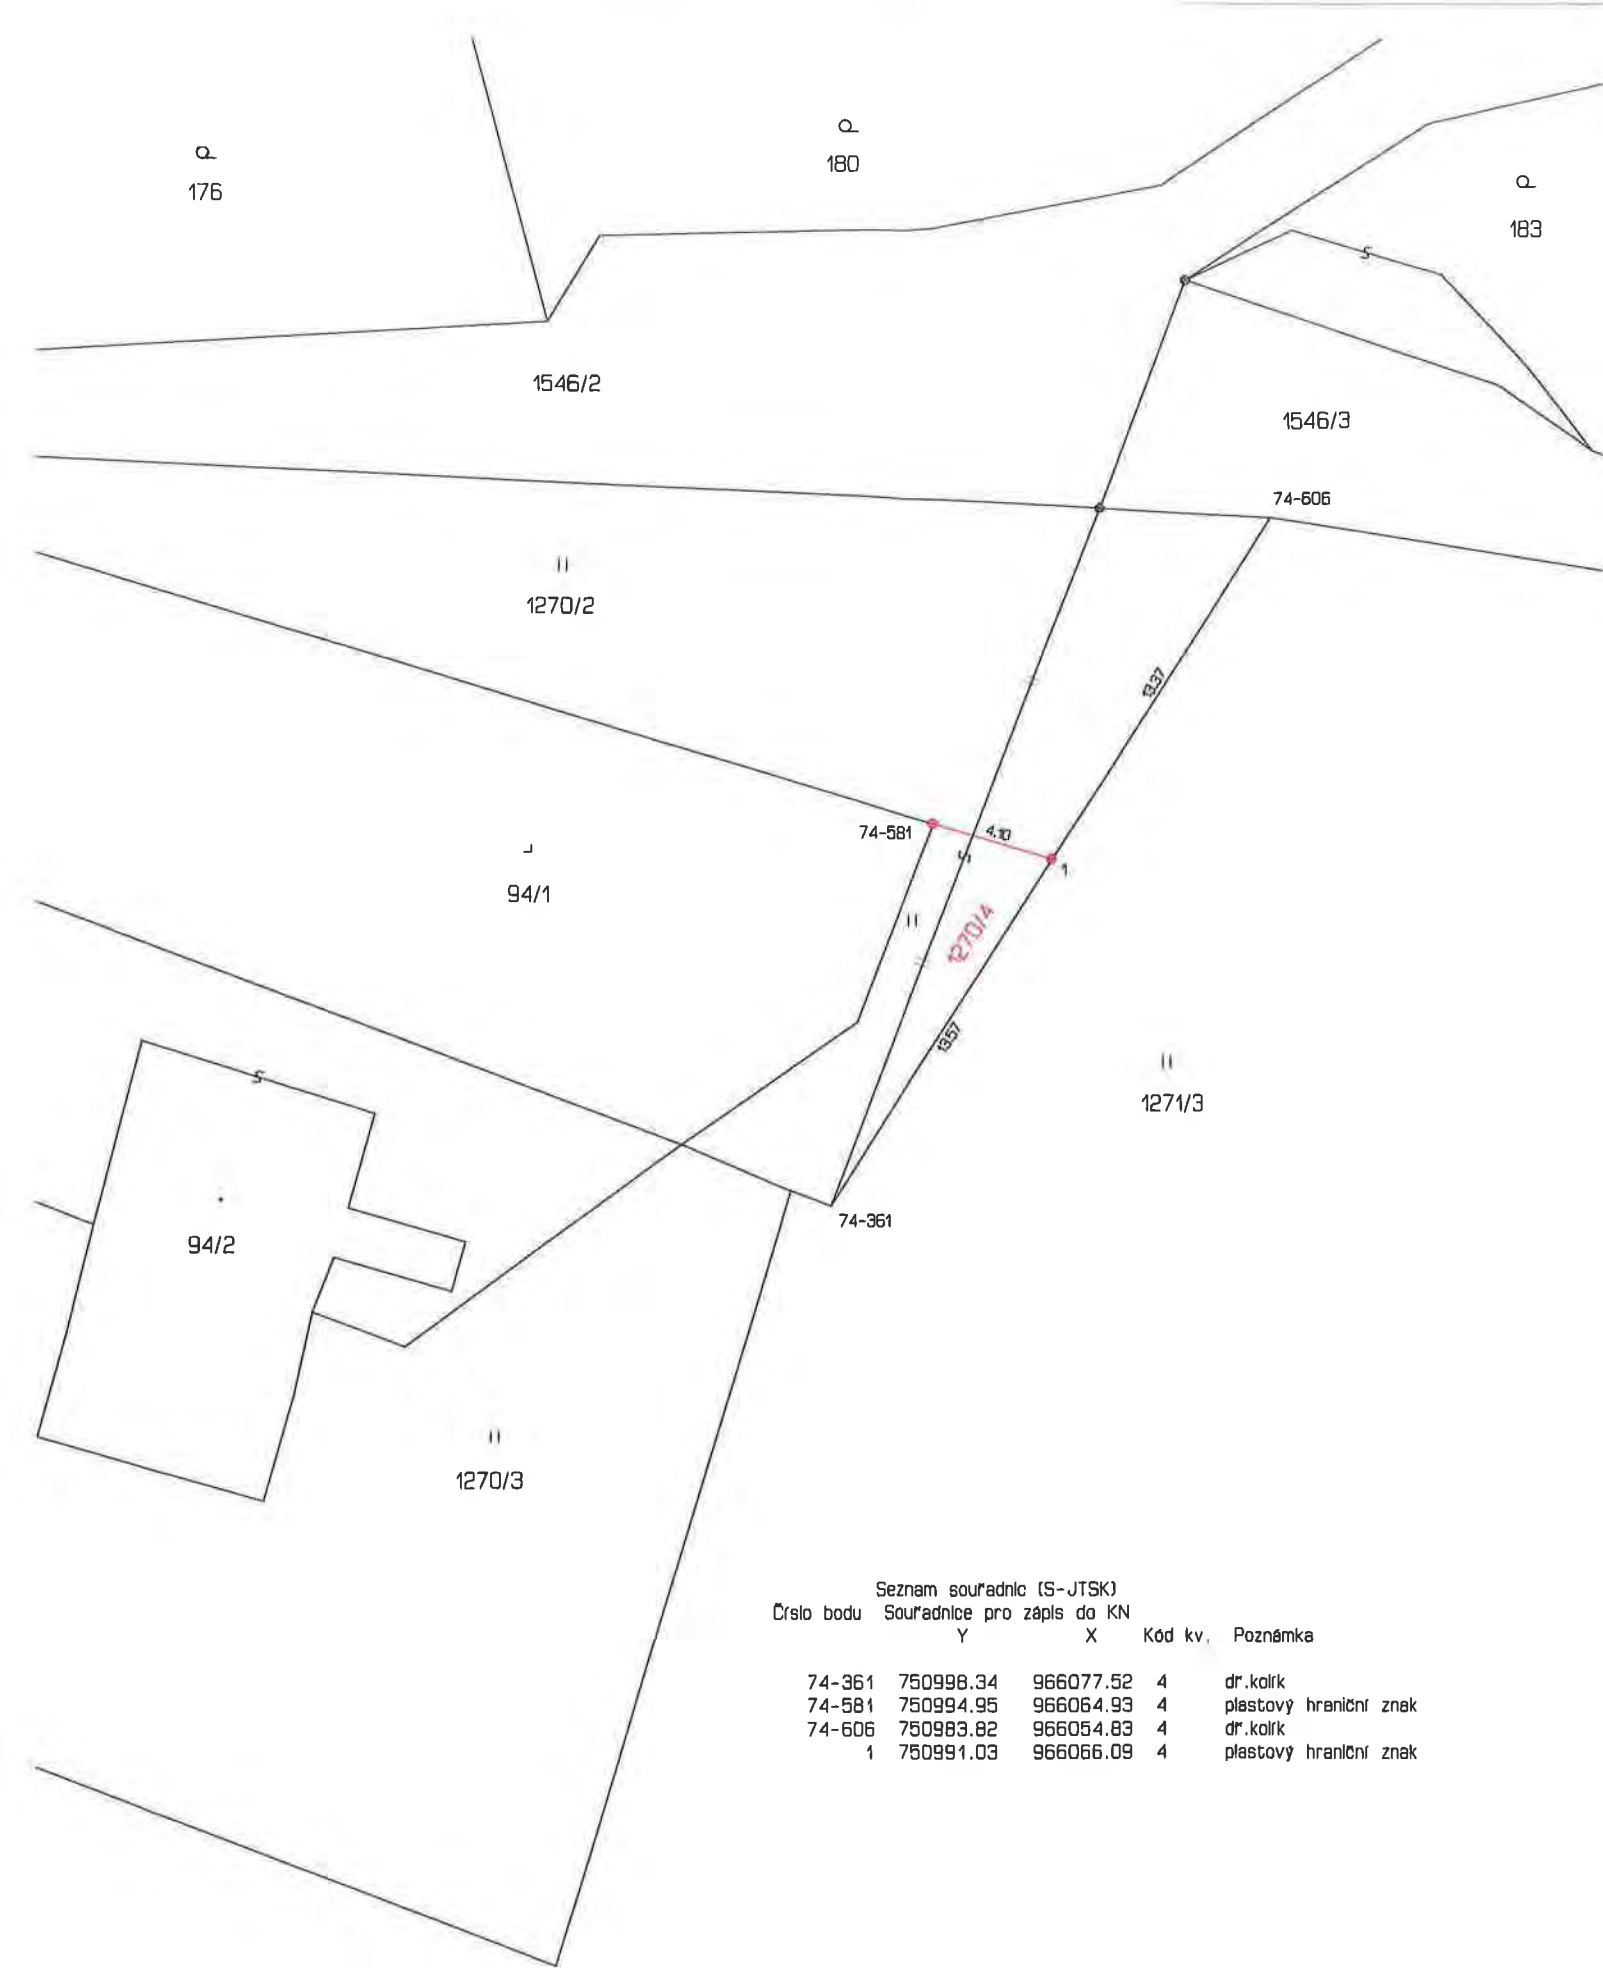 176
180
183
1546/2
1546/3
74-606
1270/2
13.37
74-581
4.10
1
94/1
1270/4
13.57
1271/3
74-361
94/2
1270/3
Seznam souřadnic (S-JTSK)
Číslo bodu Souřadnice pro zápis do KN
Y X Kód kv. Poznámka
74-361 750998.34 966077.52 4 dř.kolík
74-581 750994.95 966064.93 4 plastový hraniční znak
74-606 750983.82 966054.83 4 dř.kolík
1 750991.03 966066.09 4 plastový hraniční znak